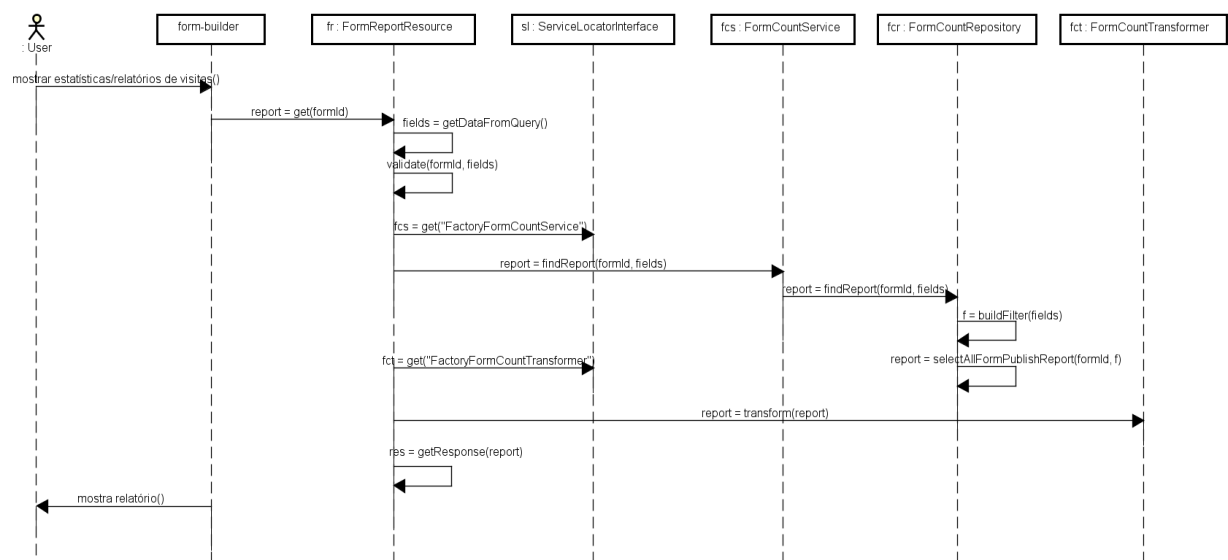 : User
form-builder
fr : FormReportResource
sl : ServiceLocatorInterface
fcs : FormCountService
fcr : FormCountRepository
fct : FormCountTransformer
mostrar estatísticas/relatórios de visitas()
report = get(formId)
fields = getDataFromQuery()
validate(formId, fields)
fcs = get("FactoryFormCountService")
report = findReport(formId, fields)
report = findReport(formId, fields)
f = buildFilter(fields)
fct = get("FactoryFormCountTransformer")
report = selectAllFormPublishReport(formId, f)
report = transform(report)
res = getResponse(report)
mostra relatório()